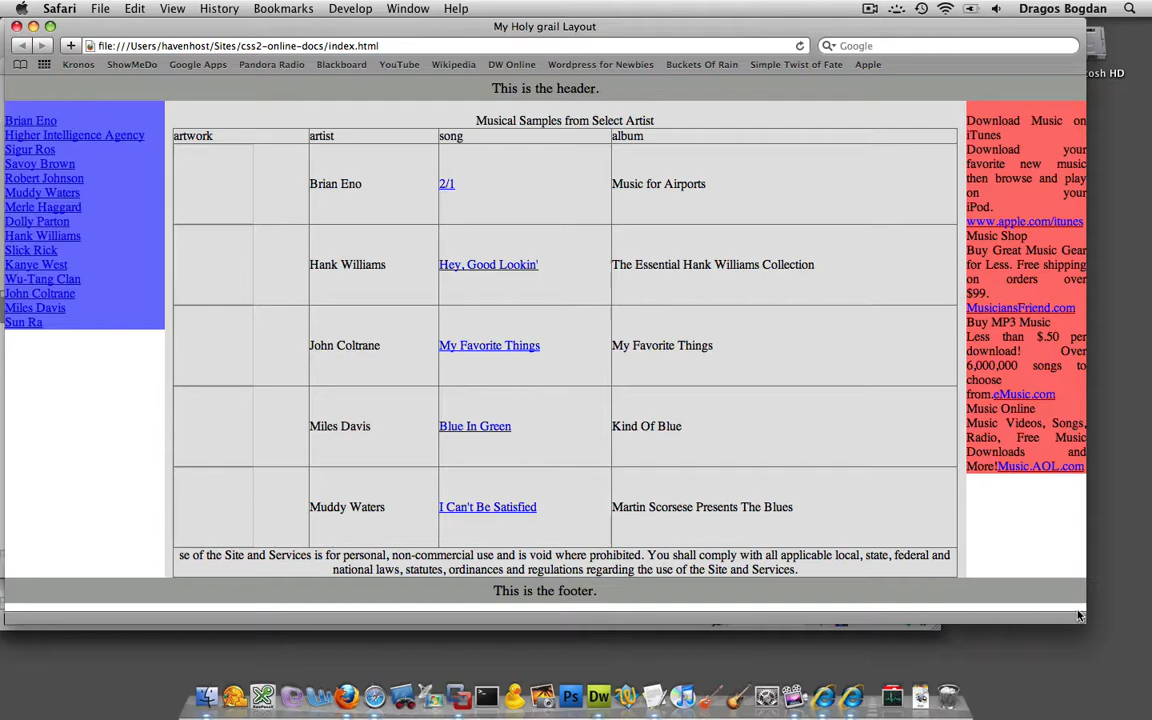 Safari File Edit View History Bookmarks Develop Window Help Dragos Bogdan
My Holy grail Layout
file:///Users/havenhost/Sites/css2-online-docs/index.html Google
Kronos ShowMeDo Google Apps Pandora Radio Blackboard YouTube Wikipedia DW Online Wordpress for Newbies Buckets Of Rain Simple Twist of Fate Apple
tosh HD
This is the header.
Brian Eno
Higher Intelligence Agency
Sigur Ros
Savoy Brown
Robert Johnson
Muddy Waters
Merle Haggard
Dolly Parton
Hank Williams
Slick Rick
Kanye West
Wu-Tang Clan
John Coltrane
Miles Davis
Sun Ra
Musical Samples from Select Artist
artwork artist song album
Brian Eno 2/1 Music for Airports
Hank Williams Hey, Good Lookin' The Essential Hank Williams Collection
John Coltrane My Favorite Things My Favorite Things
Miles Davis Blue In Green Kind Of Blue
Muddy Waters I Can't Be Satisfied Martin Scorsese Presents The Blues
se of the Site and Services is for personal, non-commercial use and is void where prohibited. You shall comply with all applicable local, state, federal and
national laws, statutes, ordinances and regulations regarding the use of the Site and Services.
Download Music on
iTunes
Download your
favorite new music
then browse and play
on your
iPod.
www.apple.com/itunes
Music Shop
Buy Great Music Gear
for Less. Free shipping
on orders over
$99.
MusiciansFriend.com
Buy MP3 Music
Less than $.50 per
download! Over
6,000,000 songs to
choose
from.eMusic.com
Music Online
Music Videos, Songs,
Radio, Free Music
Downloads and
More!Music.AOL.com
This is the footer.
Ps Dw